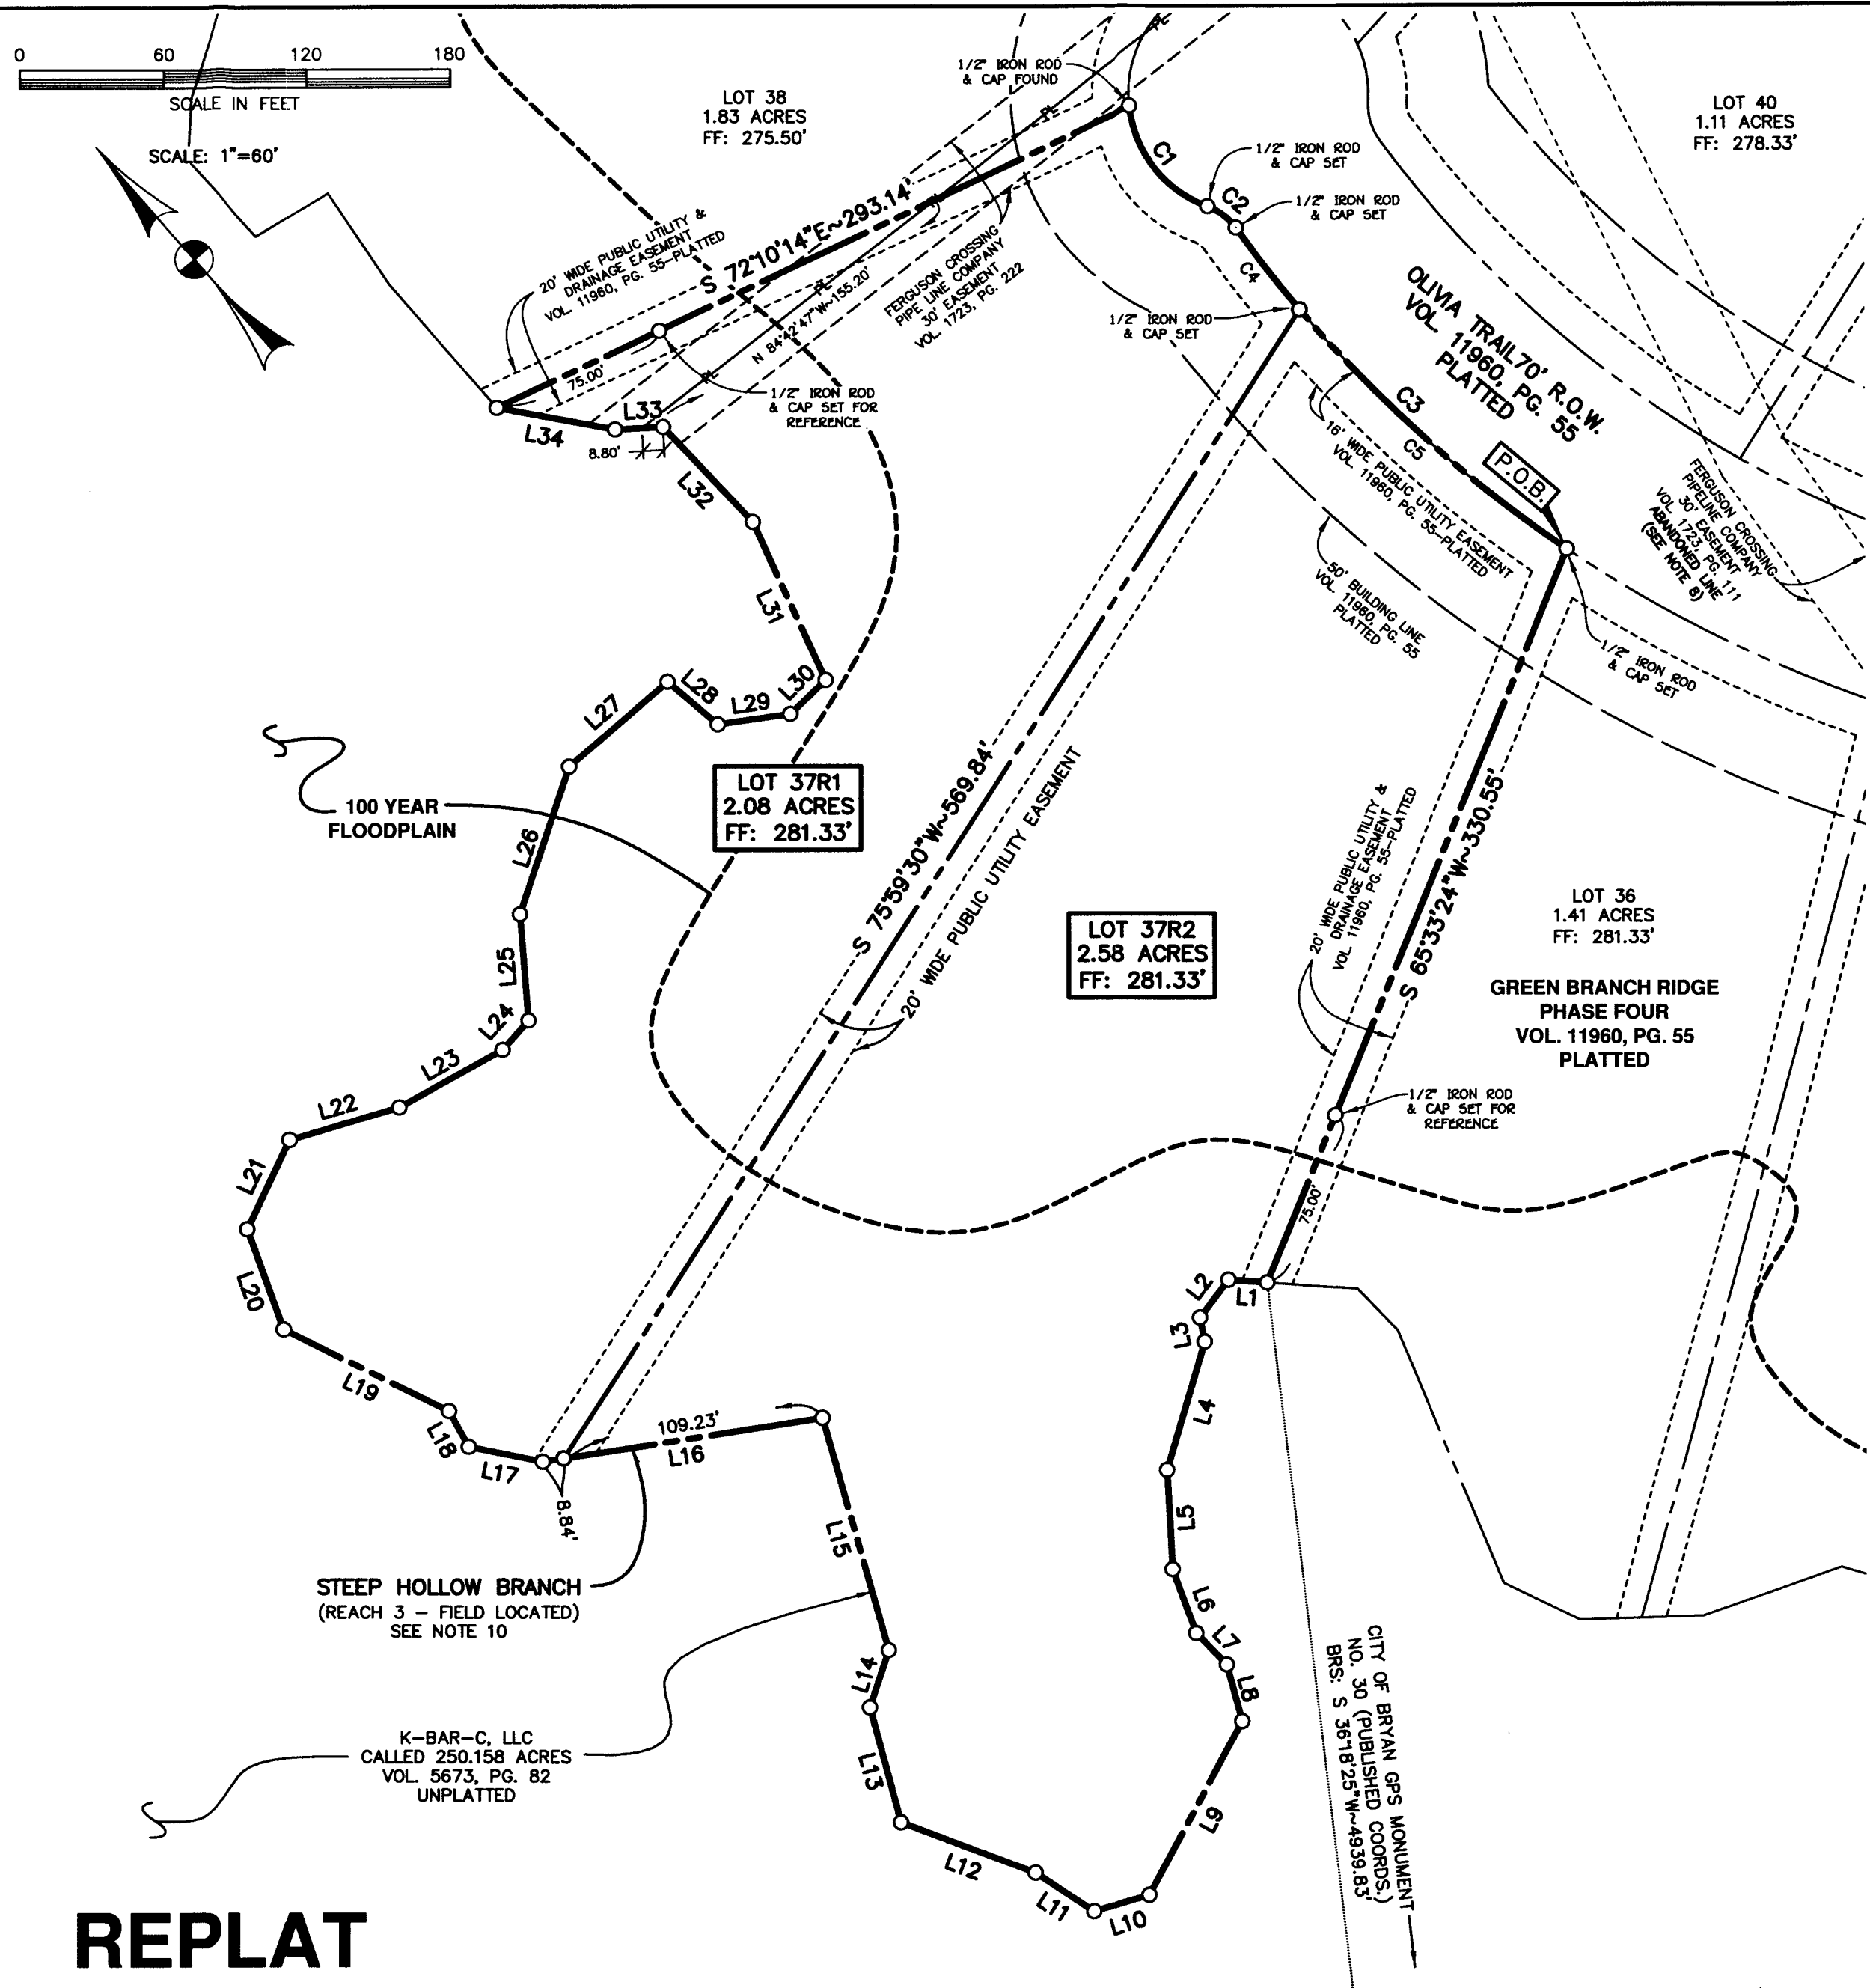 0 60 120 180
SCALE IN FEET
SCALE: 1"=60'
LOT 38
1.83 ACRES
FF: 275.50'
1/2" IRON ROD
& CAP FOUND
LOT 40
1.11 ACRES
FF: 278.33'
PL
PL
PL
PL
PL
C1
1/2" IRON ROD
& CAP SET
C2
1/2" IRON ROD
& CAP SET
C4
1/2" IRON ROD
& CAP SET
20' WIDE PUBLIC UTILITY &
DRAINAGE EASEMENT
VOL. 11960, PG. 55-PLATTED
S 72°10'14"E~293.14'
N 84°42'47"W~155.20'
FERGUSON CROSSING
PIPE LINE COMPANY
30' EASEMENT
VOL. 1723, PG. 222
OLIVIA TRAIL 70' R.O.W.
VOL. 11960, PG. 55
PLATTED
75.00'
1/2" IRON ROD
& CAP SET FOR
REFERENCE
L34
L33
8.80'
L32
L31
L30
L29
L28
L27
C3
C5
P.O.B.
16' WIDE PUBLIC UTILITY EASEMENT
VOL. 11960, PG. 55-PLATTED
50' BUILDING LINE
VOL. 11960, PG. 55
PLATTED
FERGUSON CROSSING
PIPELINE COMPANY
30' EASEMENT
VOL. 1723, PG. 111
ABANDONED LINE
(SEE NOTE 8)
1/2" IRON ROD
& CAP SET
100 YEAR
FLOODPLAIN
LOT 37R1
2.08 ACRES
FF: 281.33'
S 75°59'30"W~569.84'
20' WIDE PUBLIC UTILITY EASEMENT
LOT 37R2
2.58 ACRES
FF: 281.33'
20' WIDE PUBLIC UTILITY &
DRAINAGE EASEMENT
VOL. 11960, PG. 55-PLATTED
S 65°33'24"W~330.55'
LOT 36
1.41 ACRES
FF: 281.33'
GREEN BRANCH RIDGE
PHASE FOUR
VOL. 11960, PG. 55
PLATTED
1/2" IRON ROD
& CAP SET FOR
REFERENCE
75.00'
L26
L25
L24
L23
L22
L21
L20
L19
L18
L17
8.84'
109.23'
L16
L15
L14
L13
L12
L11
L10
L9
L8
L7
L6
L5
L4
L3
L2
L1
STEEP HOLLOW BRANCH
(REACH 3 - FIELD LOCATED)
SEE NOTE 10
K-BAR-C, LLC
CALLED 250.158 ACRES
VOL. 5673, PG. 82
UNPLATTED
CITY OF BRYAN GPS MONUMENT
NO. 30 (PUBLISHED COORDS.)
BRS: S 36°18'25"W~4939.83'
REPLAT